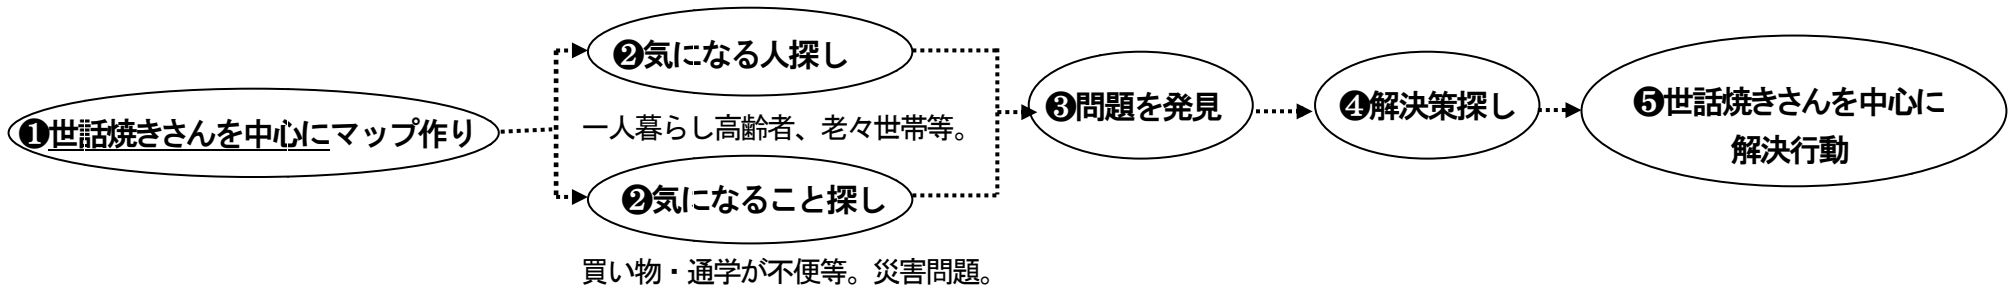 ❶世話焼きさんを中心にマップ作り
❷気になる人探し
一人暮らし高齢者、老々世帯等。
❷気になること探し
買い物・通学が不便等。災害問題。
❸問題を発見
❹解決策探し
❺世話焼きさんを中心に
解決行動